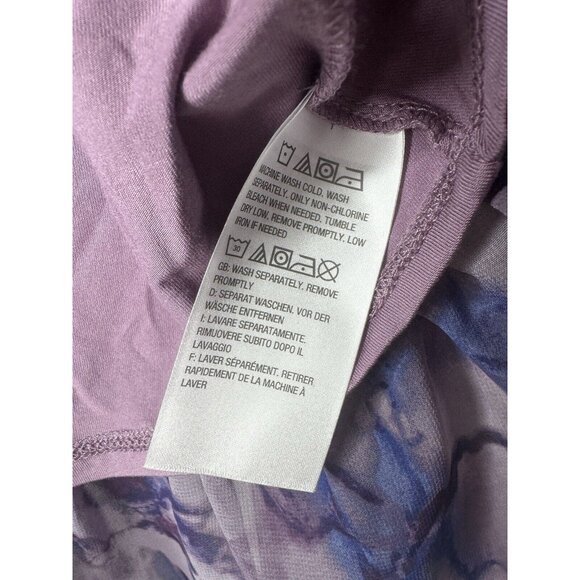 MACHINE WASH COLD. WASH
SEPARATELY. ONLY NON-CHLORINE
BLEACH WHEN NEEDED. TUMBLE
DRY LOW. REMOVE PROMPTLY. LOW
IRON IF NEEDED
30
GB: WASH SEPARATELY. REMOVE
PROMPTLY
D: SEPARAT WASCHEN. VOR DER
WÄSCHE ENTFERNEN
I: LAVARE SEPARATAMENTE.
RIMUOVERE SUBITO DOPO IL
LAVAGGIO
F: LAVER SÉPARÉMENT. RETIRER
RAPIDEMENT DE LA MACHINE À
LAVER